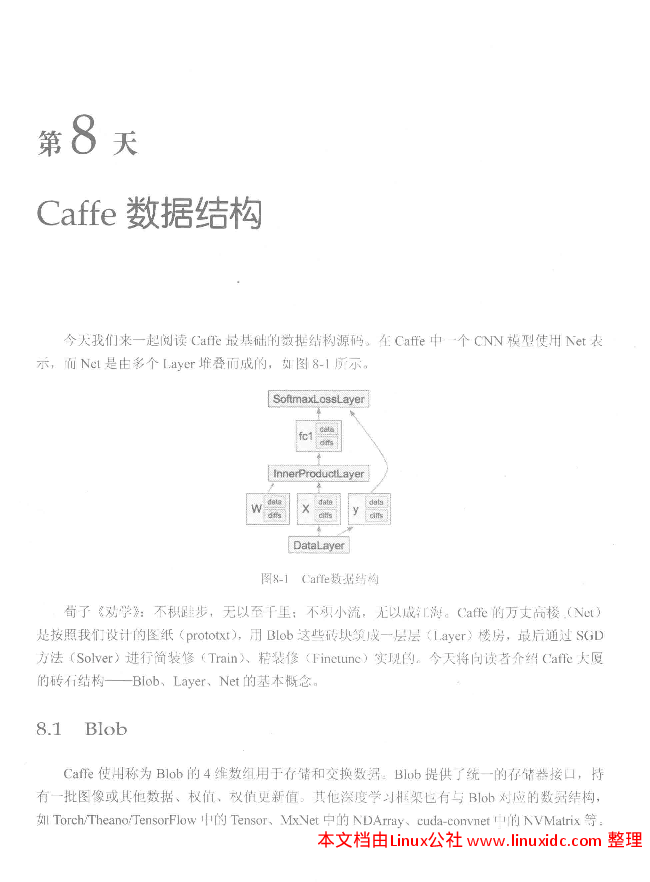 第 8 天
Caffe 数据结构
今天我们来一起阅读 Caffe 最基础的数据结构源码。在 Caffe 中一个 CNN 模型使用 Net 表
示，而 Net 是由多个 Layer 堆叠而成的，如图 8-1 所示。
SoftmaxLossLayer
fc1 data
diffs
InnerProductLayer
W data X data y data
diffs diffs diffs
DataLayer
图8-1 Caffe数据结构
荀子《劝学》：不积跬步，无以至千里；不积小流，无以成江海。Caffe 的万丈高楼（Net）
是按照我们设计的图纸（prototxt），用 Blob 这些砖块筑成一层层（Layer）楼房，最后通过 SGD
方法（Solver）进行简装修（Train）、精装修（Finetune）实现的。今天将向读者介绍 Caffe 大厦
的砖石结构——Blob、Layer、Net 的基本概念。
8.1 Blob
Caffe 使用称为 Blob 的 4 维数组用于存储和交换数据。Blob 提供了统一的存储器接口，持
有一批图像或其他数据、权值、权值更新值。其他深度学习框架也有与 Blob 对应的数据结构，
如 Torch/Theano/TensorFlow 中的 Tensor、MxNet 中的 NDArray、cuda-convnet 中的 NVMatrix 等。
本文档由Linux公社 www.linuxidc.com 整理